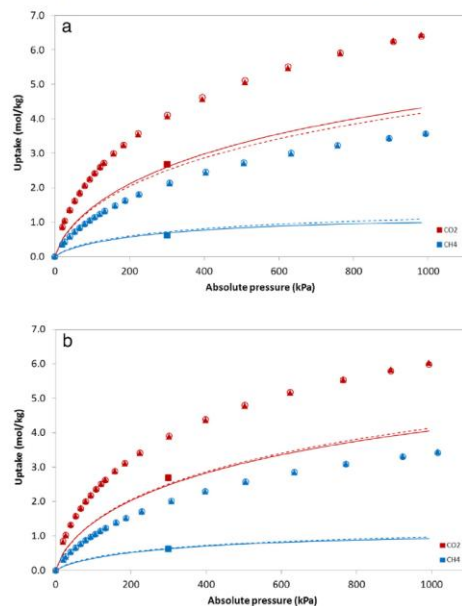 a
7.0
6.0
5.0
4.0
3.0
2.0
1.0
0.0
Uptake (mol/kg)
0 200 400 600 800 1000
Absolute pressure (kPa)
CO2
CH4
b
7.0
6.0
5.0
4.0
3.0
2.0
1.0
0.0
Uptake (mol/kg)
0 200 400 600 800 1000
Absolute pressure (kPa)
CO2
CH4